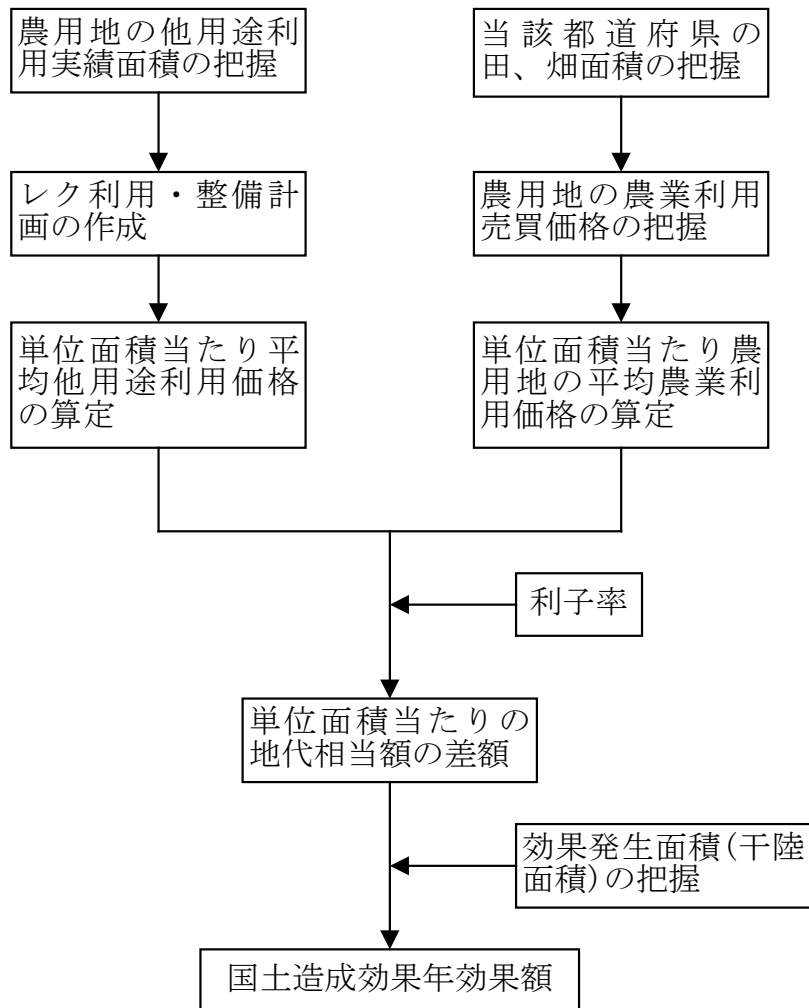 農用地の他用途利
用実績面積の把握
当該都道府県の
田、畑面積の把握
レク利用・整備計
画の作成
農用地の農業利用
売買価格の把握
単位面積当たり平
均他用途利用価格
の算定
単位面積当たり農
用地の平均農業利
用価格の算定
利子率
単位面積当たりの
地代相当額の差額
効果発生面積(干陸
面積)の把握
国土造成効果年効果額